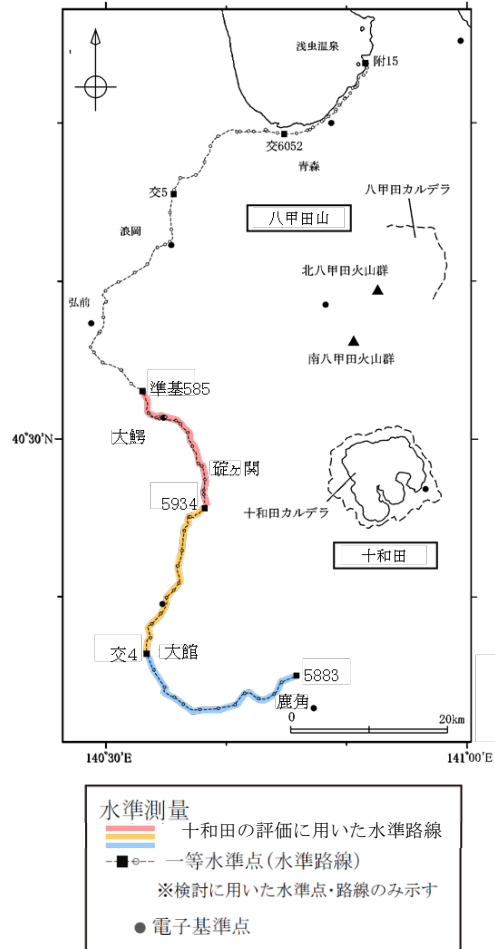 浅虫温泉
附15
交6052
青森
八甲田カルデラ
交5
八甲田山
浪岡
北八甲田火山群
弘前
南八甲田火山群
準基585
40°30'N
大鰐
碇ヶ関
5934
十和田カルデラ
十和田
交4
大館
5883
鹿角
0
20km
140°30'E
141°00'E
水準測量
十和田の評価に用いた水準路線
一等水準点(水準路線)
※検討に用いた水準点・路線のみ示す
電子基準点